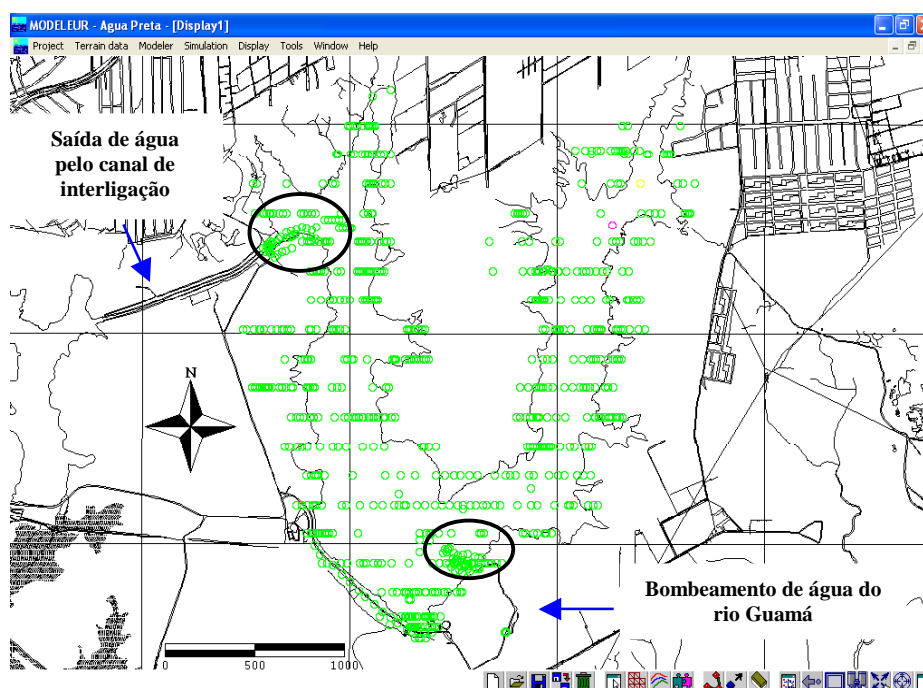 MODELEUR - Agua Preta - [Display1]
Project Terrain data Modeler Simulation Display Tools Window Help
Saída de água
pelo canal de
interligação
N
Bombeamento de água do
rio Guamá
0 500 1000